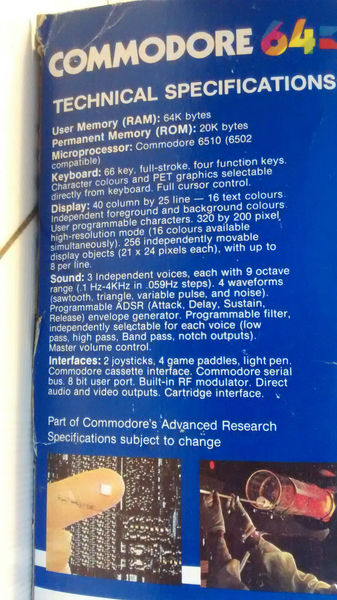 COMMODORE 64
TECHNICAL SPECIFICATIONS
User Memory (RAM): 64K bytes
Permanent Memory (ROM): 20K bytes
Microprocessor: Commodore 6510 (6502
compatible)
Keyboard: 66 key, full-stroke, four function keys.
Character colours and PET graphics selectable
directly from keyboard. Full cursor control.
Display: 40 column by 25 line — 16 text colours.
Independent foreground and background colours.
User programmable characters. 320 by 200 pixel
high-resolution mode (16 colours available
simultaneously). 256 independently movable
display objects (21 x 24 pixels each), with up to
8 per line.
Sound: 3 Independent voices, each with 9 octave
range (.1 Hz-4KHz in .059Hz steps). 4 waveforms
(sawtooth, triangle, variable pulse, and noise).
Programmable ADSR (Attack, Delay, Sustain,
Release) envelope generator. Programmable filter,
independently selectable for each voice (low
pass, high pass, Band pass, notch outputs).
Master volume control.
Interfaces: 2 joysticks, 4 game paddles, light pen.
Commodore cassette interface. Commodore serial
bus. 8 bit user port. Built-in RF modulator. Direct
audio and video outputs. Cartridge interface.
Part of Commodore's Advanced Research
Specifications subject to change